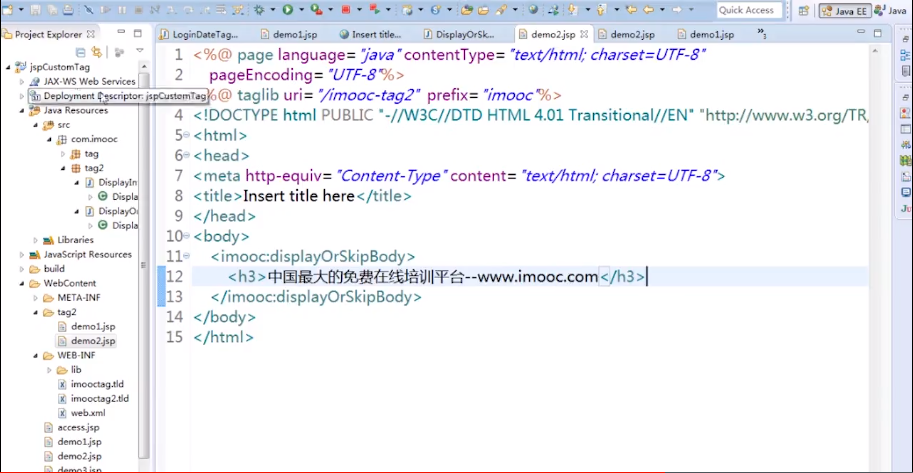 Quick Access
Java EE
Java
Project Explorer
LoginDateTag...
demo1.jsp
Insert title...
DisplayOrSk...
demo2.jsp
demo2.jsp
demo1.jsp
jspCustomTag
JAX-WS Web Services
Deployment Descriptor: jspCustomTag
Java Resources
src
com.imooc
tag
tag2
DisplayIn
Displa
DisplayOr
Displa
Libraries
JavaScript Resources
build
WebContent
META-INF
tag2
demo1.jsp
demo2.jsp
WEB-INF
lib
imooctag.tld
imooctag2.tld
web.xml
access.jsp
demo1.jsp
demo2.jsp
demo3.jsp
1 <%@ page language="java" contentType="text/html; charset=UTF-8"
2 pageEncoding="UTF-8"%>
%@ taglib uri="/imooc-tag2" prefix="imooc"%>
4 <!DOCTYPE html PUBLIC "-//W3C//DTD HTML 4.01 Transitional//EN" "http://www.w3.org/TR/
5 <html>
6 <head>
7 <meta http-equiv="Content-Type" content="text/html; charset=UTF-8">
8 <title>Insert title here</title>
9 </head>
10 <body>
11 <imooc:displayOrSkipBody>
12 <h3>中国最大的免费在线培训平台--www.imooc.com</h3>
13 </imooc:displayOrSkipBody>
14 </body>
15 </html>